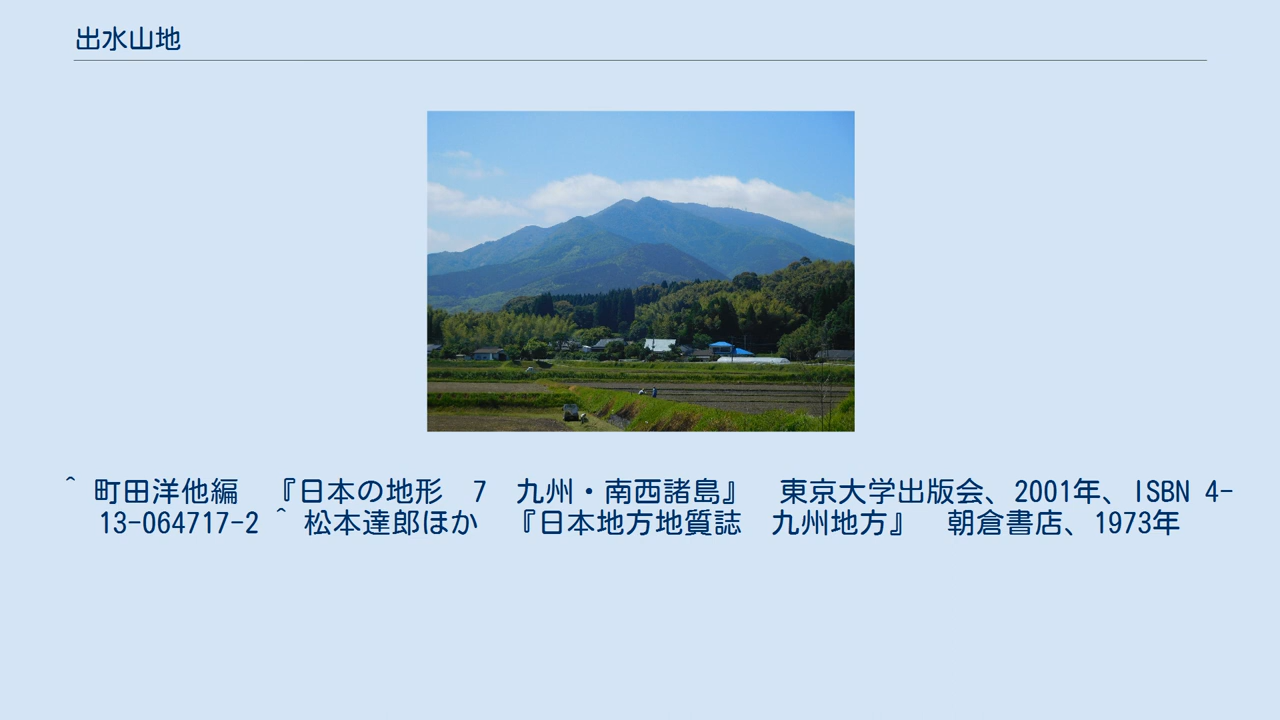 出水山地
^ 町田洋他編　『日本の地形　7　九州・南西諸島』　東京大学出版会、2001年、ISBN 4-
13-064717-2 ^ 松本達郎ほか　『日本地方地質誌　九州地方』　朝倉書店、1973年